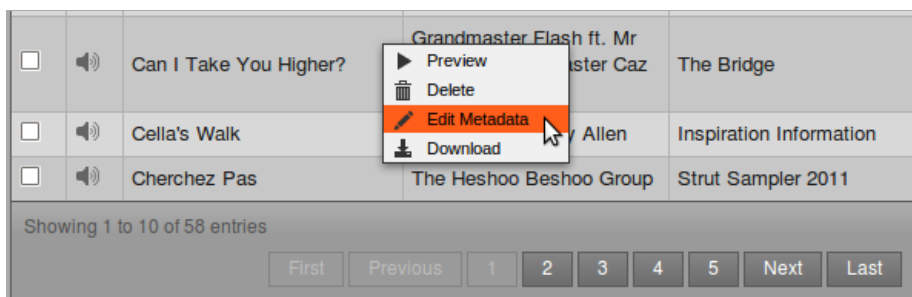 Can I Take You Higher?
Grandmaster Flash ft. Mr
Caz
The Bridge
Preview
Delete
Edit Metadata
Download
Cella's Walk
Allen
Inspiration Information
Cherchez Pas
The Heshoo Beshoo Group
Strut Sampler 2011
Showing 1 to 10 of 58 entries
First Previous 1 2 3 4 5 Next Last